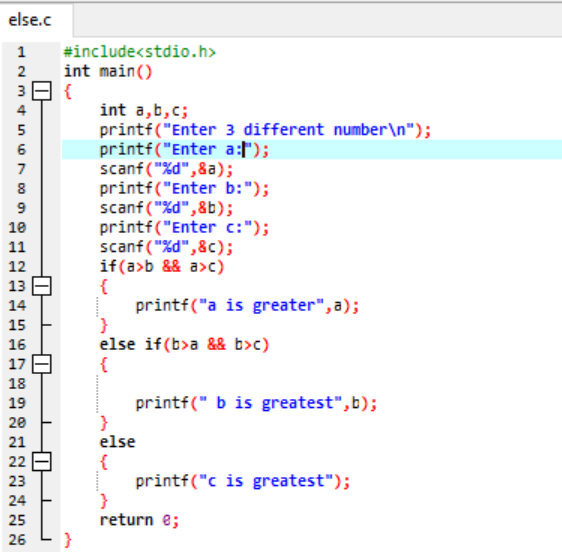 else.c
1 #include<stdio.h>
2 int main()
3 {
4 int a,b,c;
5 printf("Enter 3 different number\n");
6 printf("Enter a:");
7 scanf("%d",&a);
8 printf("Enter b:");
9 scanf("%d",&b);
10 printf("Enter c:");
11 scanf("%d",&c);
12 if(a>b && a>c)
13 {
14 printf("a is greater",a);
15 }
16 else if(b>a && b>c)
17 {
18
19 printf(" b is greatest",b);
20 }
21 else
22 {
23 printf("c is greatest");
24 }
25 return 0;
26 }